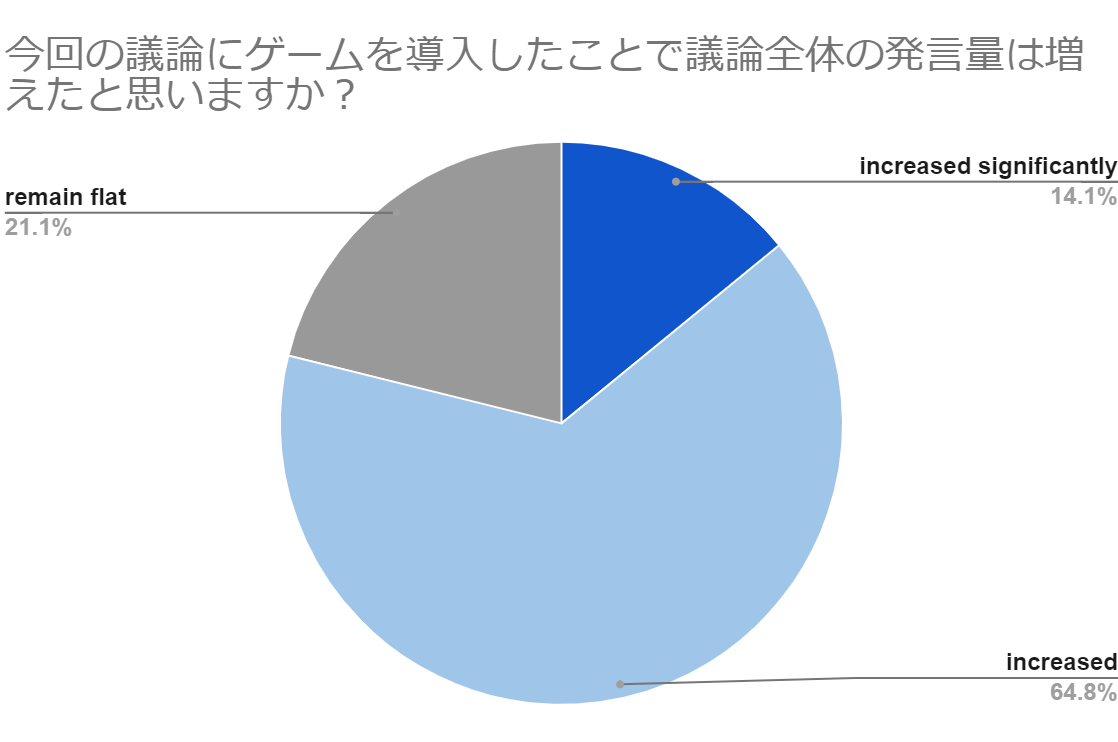 今回の議論にゲームを導入したことで議論全体の発言量は増
えたと思いますか？
increased significantly
14.1%
remain flat
21.1%
increased
64.8%